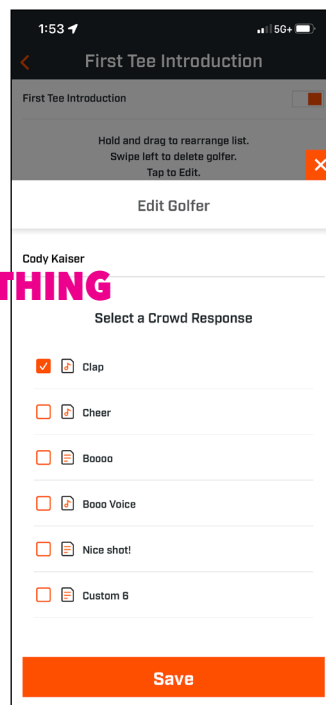 1:53
5G+
First Tee Introduction
First Tee Introduction
Hold and drag to rearrange list.
Swipe left to delete golfer.
Tap to Edit.
Edit Golfer
Cody Kaiser
THING
Select a Crowd Response
Clap
Cheer
Boooo
Booo Voice
Nice shot!
Custom 6
Save